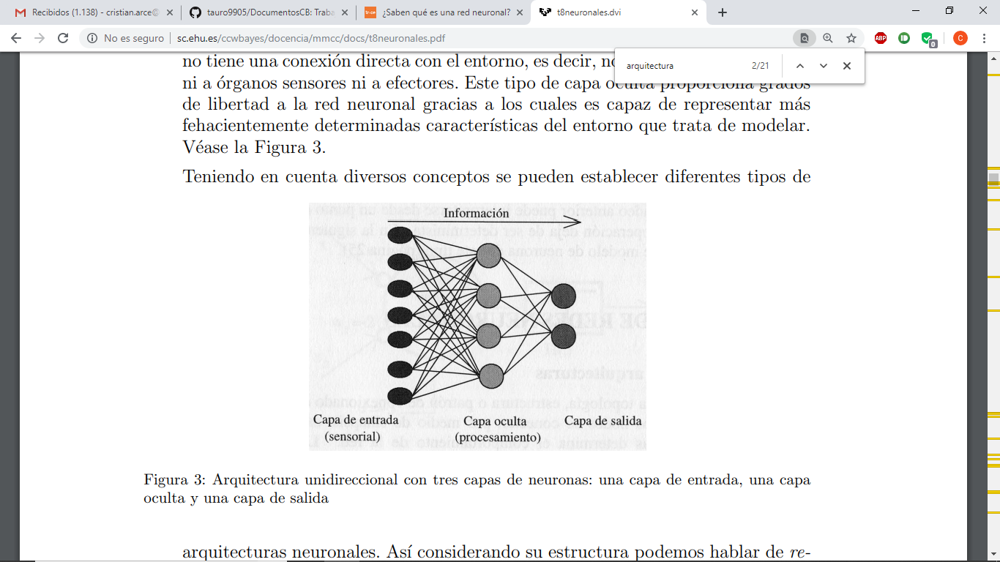 Recibidos (1.138) - cristian.arce@
tauro9905/DocumentosCB: Traba
¿Saben qué es una red neuronal?
t8neuronales.dvi
No es seguro
sc.ehu.es/ccwbayes/docencia/mmcc/docs/t8neuronales.pdf
ABP
0
C
arquitectura
2/21
no tiene una conexión directa con el entorno, es decir,
ni a órganos sensores ni a efectores. Este tipo de capa oculta proporciona grados
de libertad a la red neuronal gracias a los cuales es capaz de representar más
fehacientemente determinadas características del entorno que trata de modelar.
Véase la Figura 3.
Teniendo en cuenta diversos conceptos se pueden establecer diferentes tipos de
Información
Capa de entrada
(sensorial)
Capa oculta
(procesamiento)
Capa de salida
Figura 3: Arquitectura unidireccional con tres capas de neuronas: una capa de entrada, una capa
oculta y una capa de salida
arquitecturas neuronales. Así considerando su estructura podemos hablar de re-